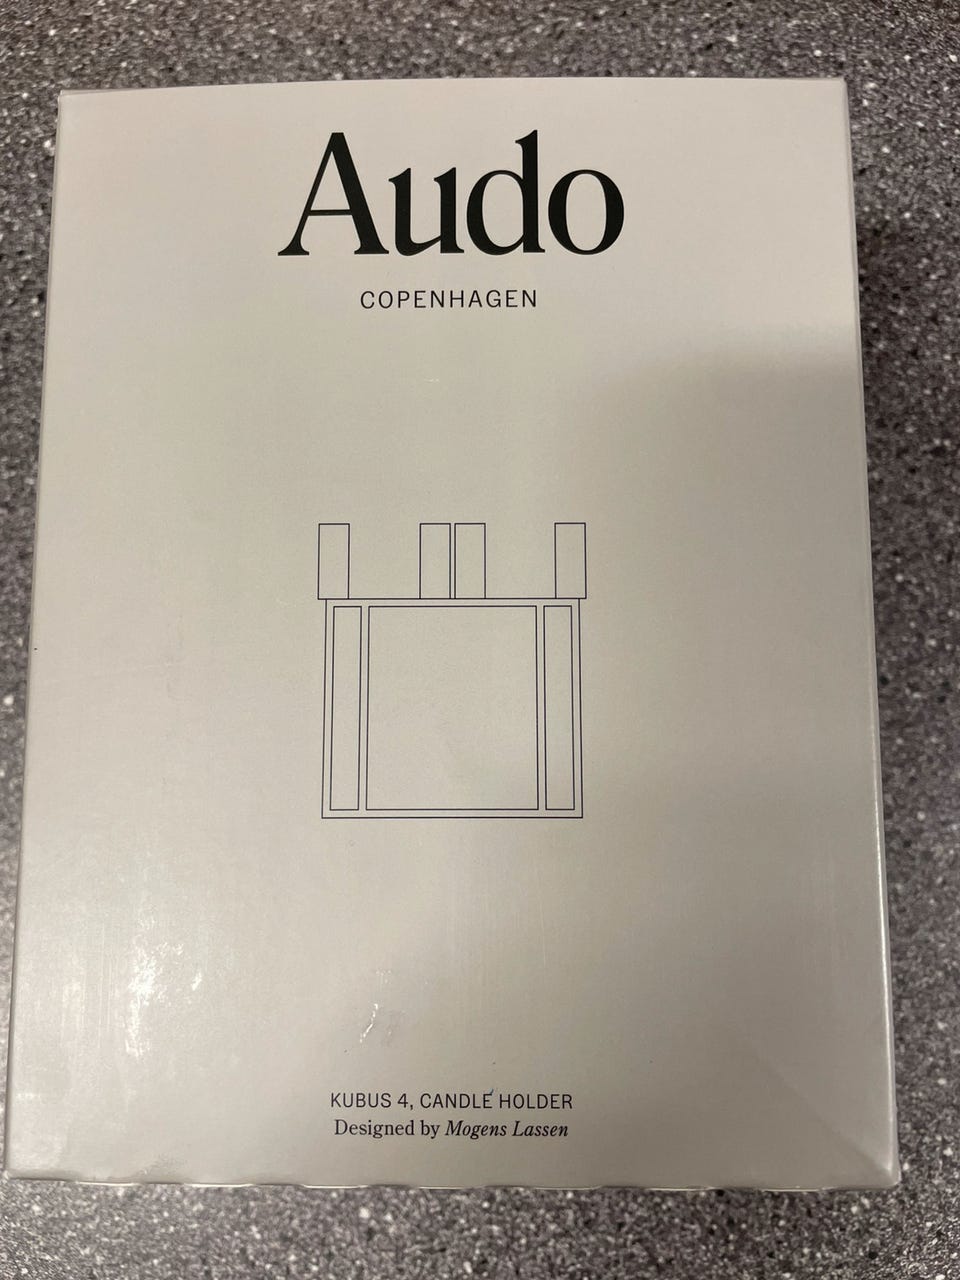 Audo
COPENHAGEN
KUBUS 4, CANDLE HOLDER
Designed by Mogens Lassen